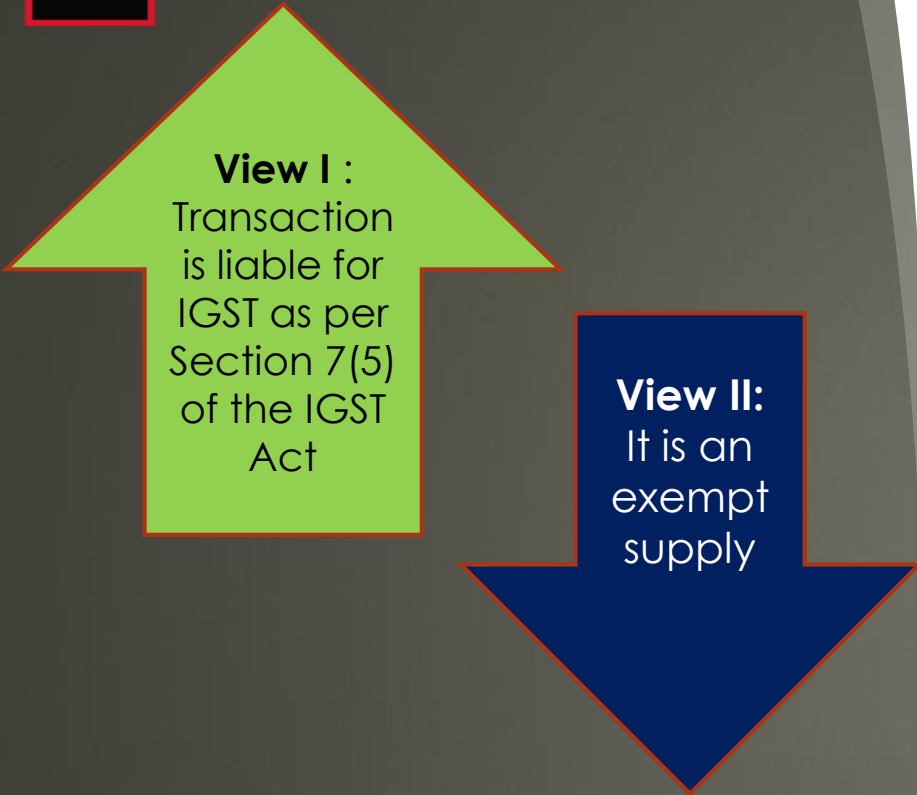 View I :
Transaction
is liable for
IGST as per
Section 7(5)
of the IGST
Act
View II:
It is an
exempt
supply